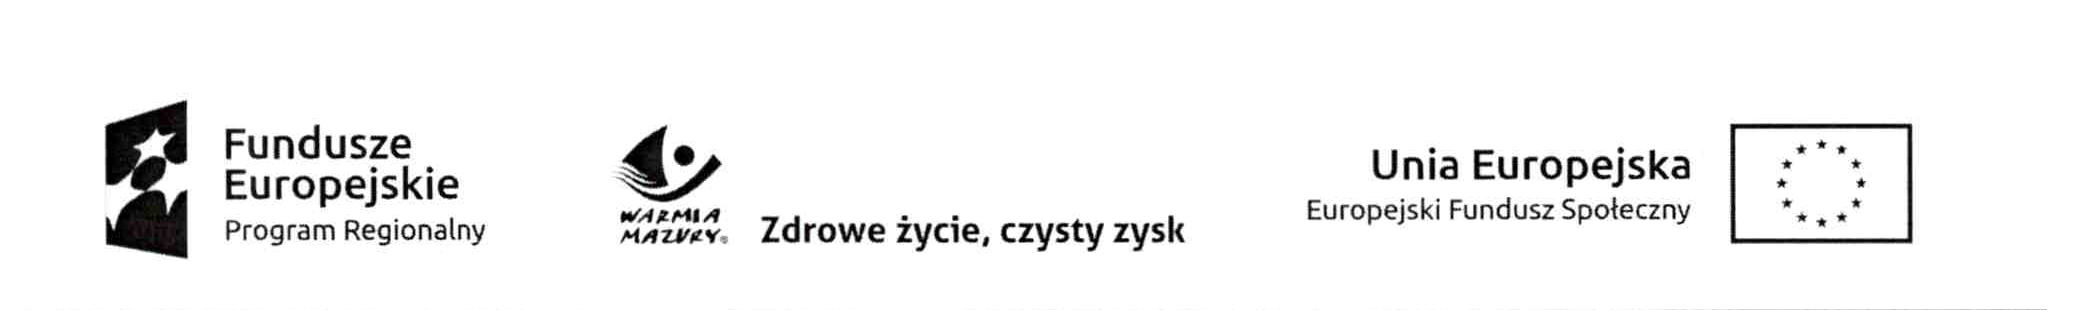 Fundusze
Europejskie
Program Regionalny
WARMIA
MAZURY®
Zdrowe życie, czysty zysk
Unia Europejska
Europejski Fundusz Społeczny